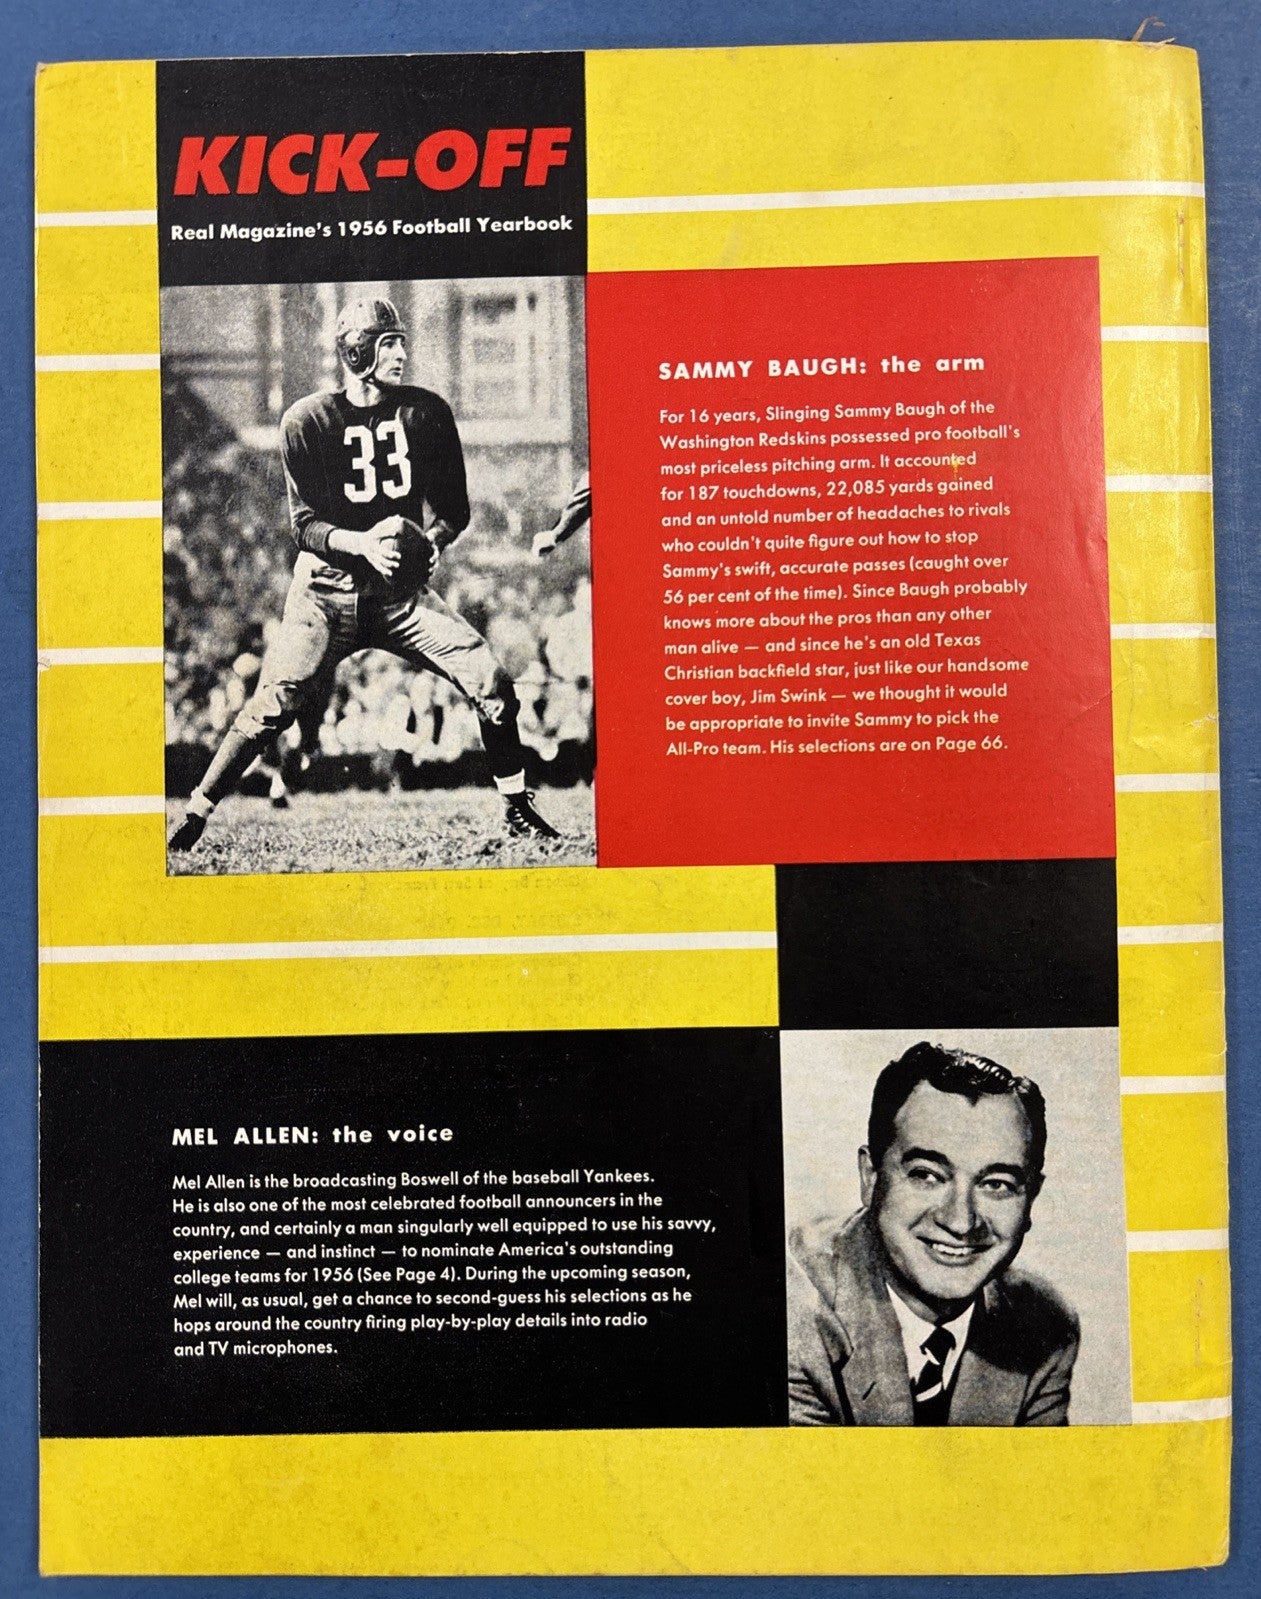 KICK-OFF
Real Magazine's 1956 Football Yearbook
33
SAMMY BAUGH: the arm
For 16 years, Slinging Sammy Baugh of the
Washington Redskins possessed pro football's
most priceless pitching arm. It accounted
for 187 touchdowns, 22,085 yards gained
and an untold number of headaches to rivals
who couldn't quite figure out how to stop
Sammy's swift, accurate passes (caught over
56 per cent of the time). Since Baugh probably
knows more about the pros than any other
man alive — and since he's an old Texas
Christian backfield star, just like our handsome
cover boy, Jim Swink — we thought it would
be appropriate to invite Sammy to pick the
All-Pro team. His selections are on Page 66.
MEL ALLEN: the voice
Mel Allen is the broadcasting Boswell of the baseball Yankees.
He is also one of the most celebrated football announcers in the
country, and certainly a man singularly well equipped to use his savvy,
experience — and instinct — to nominate America's outstanding
college teams for 1956 (See Page 4). During the upcoming season,
Mel will, as usual, get a chance to second-guess his selections as he
hops around the country firing play-by-play details into radio
and TV microphones.